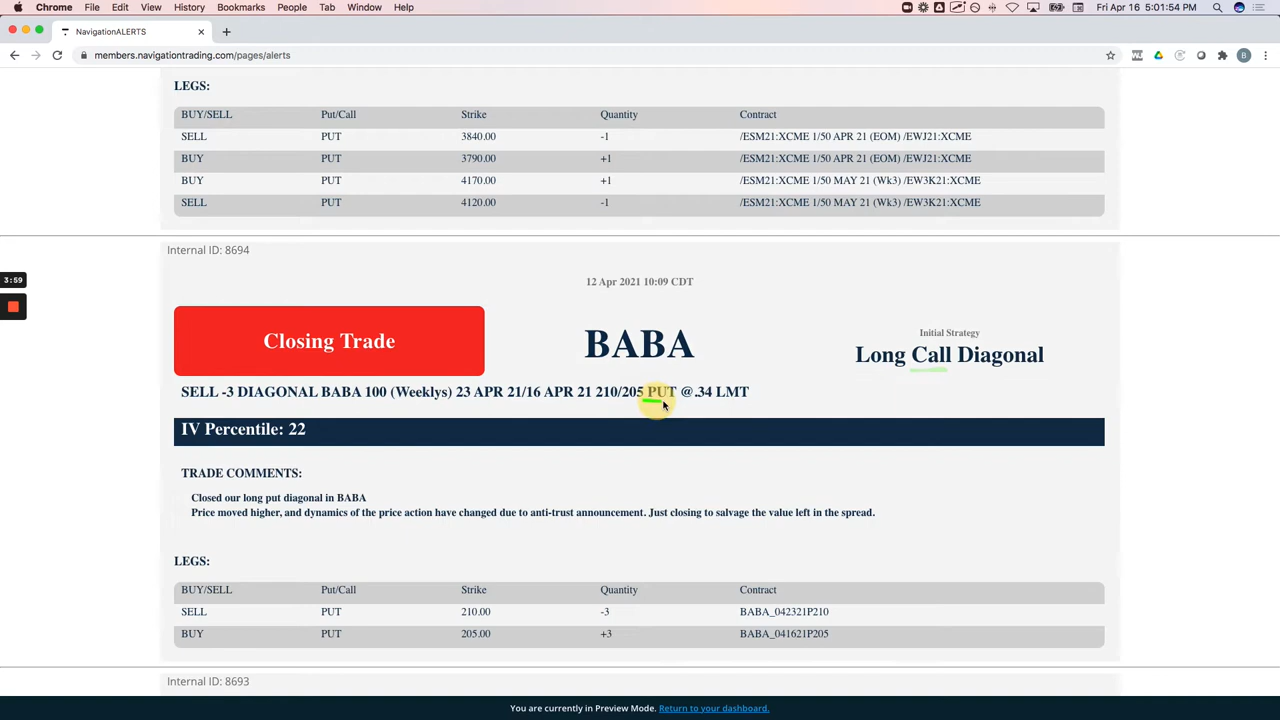 Chrome File Edit View History Bookmarks People Tab Window Help Fri Apr 16 5:01:54 PM
NavigationALERTS
members.navigationtrading.com/pages/alerts
B
LEGS:
BUY/SELL Put/Call Strike Quantity Contract
SELL PUT 3840.00 -1 /ESM21:XCME 1/50 APR 21 (EOM) /EWJ21:XCME
BUY PUT 3790.00 +1 /ESM21:XCME 1/50 APR 21 (EOM) /EWJ21:XCME
BUY PUT 4170.00 +1 /ESM21:XCME 1/50 MAY 21 (Wk3) /EW3K21:XCME
SELL PUT 4120.00 -1 /ESM21:XCME 1/50 MAY 21 (Wk3) /EW3K21:XCME
Internal ID: 8694
3:59
12 Apr 2021 10:09 CDT
Closing Trade
BABA
Initial Strategy
Long Call Diagonal
SELL -3 DIAGONAL BABA 100 (Weeklys) 23 APR 21/16 APR 21 210/205 PUT @.34 LMT
IV Percentile: 22
TRADE COMMENTS:
Closed our long put diagonal in BABA
Price moved higher, and dynamics of the price action have changed due to anti-trust announcement. Just closing to salvage the value left in the spread.
LEGS:
BUY/SELL Put/Call Strike Quantity Contract
SELL PUT 210.00 -3 BABA_042321P210
BUY PUT 205.00 +3 BABA_041621P205
Internal ID: 8693
You are currently in Preview Mode. Return to your dashboard.